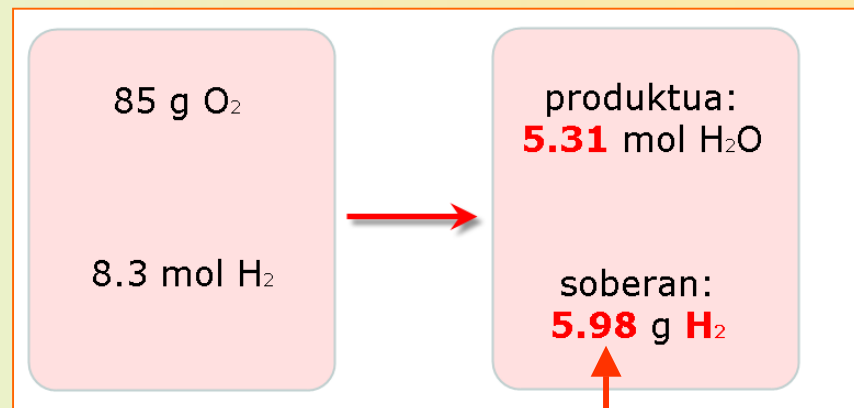 85 g O₂
8.3 mol H₂
produktua:
5.31 mol H₂O
soberan:
5.98 g H₂